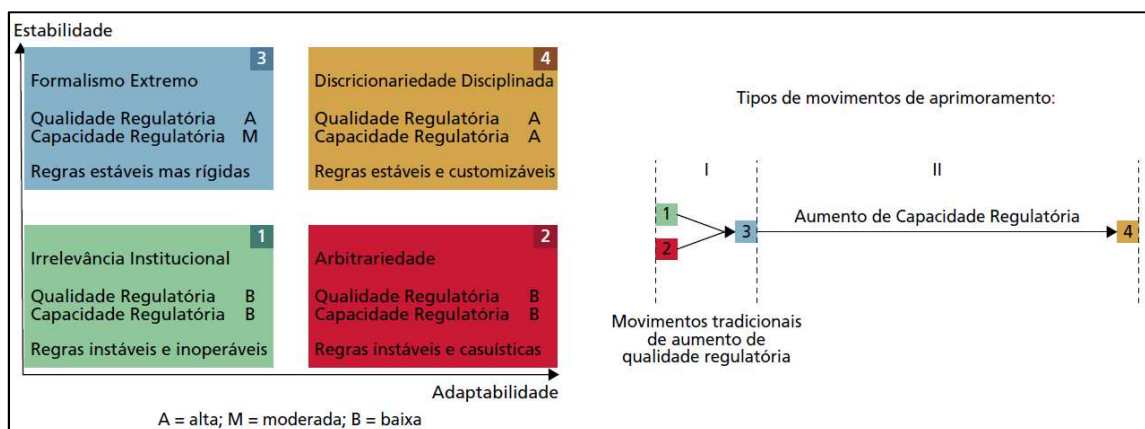 Estabilidade
3
Formalismo Extremo
Qualidade Regulatória A
Capacidade Regulatória M
Regras estáveis mas rígidas
4
Discricionariedade Disciplinada
Qualidade Regulatória A
Capacidade Regulatória A
Regras estáveis e customizáveis
1
Irrelevância Institucional
Qualidade Regulatória B
Capacidade Regulatória B
Regras instáveis e inoperáveis
2
Arbitrariedade
Qualidade Regulatória B
Capacidade Regulatória B
Regras instáveis e casuísticas
Adaptabilidade
A = alta; M = moderada; B = baixa
Tipos de movimentos de aprimoramento:
I
II
1
2
3
Aumento de Capacidade Regulatória
4
Movimentos tradicionais
de aumento de
qualidade regulatória